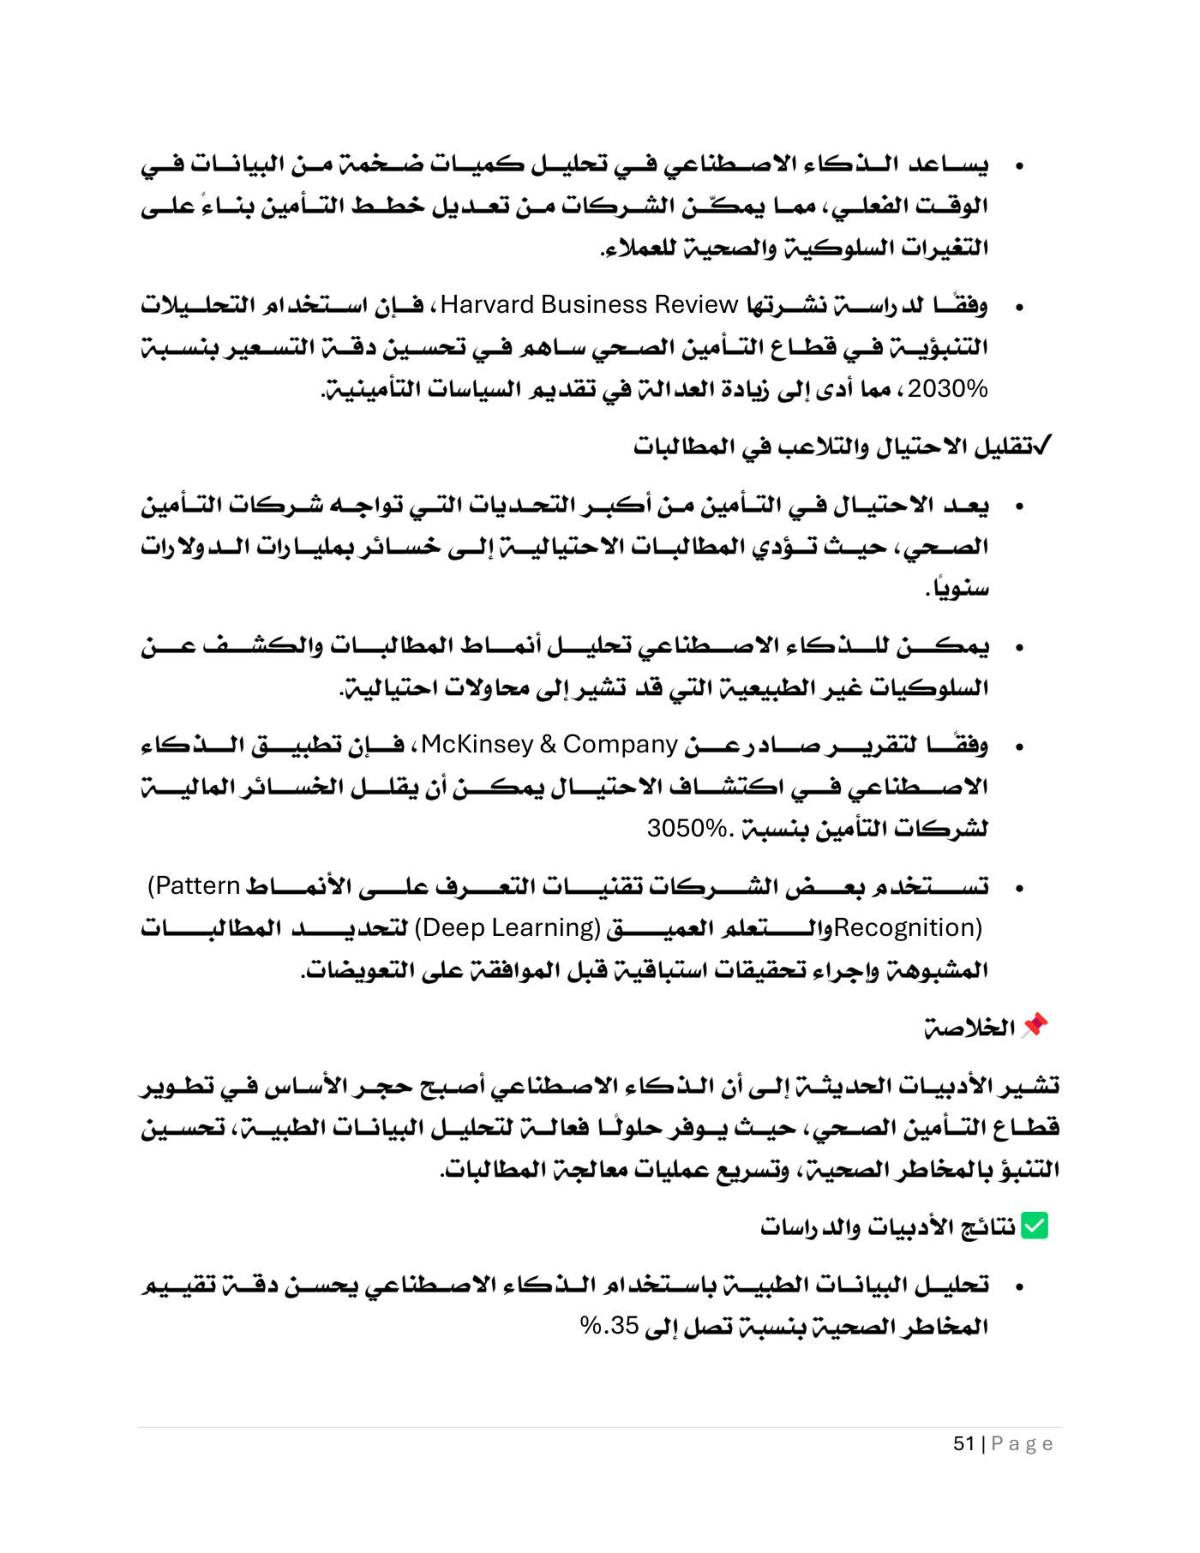 • يساعد الذكاء الاصطناعي في تحليل كميات ضخمة من البيانات في
الوقت الفعلي، مما يمكّن الشركات من تعديل خطط التأمين بناءً على
التغيرات السلوكية والصحية للعملاء.
• وفقًا لدراسة نشرتها Harvard Business Review، فإن استخدام التحليلات
التنبؤية في قطاع التأمين الصحي ساهم في تحسين دقة التسعير بنسبة
2030%، مما أدى إلى زيادة العدالة في تقديم السياسات التأمينية.
✓تقليل الاحتيال والتلاعب في المطالبات
• يعد الاحتيال في التأمين من أكبر التحديات التي تواجه شركات التأمين
الصحي، حيث تؤدي المطالبات الاحتيالية إلى خسائر بمليارات الدولارات
سنويًا.
• يمكن للذكاء الاصطناعي تحليل أنماط المطالبات والكشف عن
السلوكيات غير الطبيعية التي قد تشير إلى محاولات احتيالية.
• وفقًا لتقرير صادر عن McKinsey & Company، فإن تطبيق الذكاء
الاصطناعي في اكتشاف الاحتيال يمكن أن يقلل الخسائر المالية
لشركات التأمين بنسبة .3050%
• تستخدم بعض الشركات تقنيات التعرف على الأنماط (Pattern
Recognition) والتعلم العميق (Deep Learning) لتحديد المطالبات
المشبوهة وإجراء تحقيقات استباقية قبل الموافقة على التعويضات.
📌 الخلاصة
تشير الأدبيات الحديثة إلى أن الذكاء الاصطناعي أصبح حجر الأساس في تطوير
قطاع التأمين الصحي، حيث يوفر حلولًا فعالة لتحليل البيانات الطبية، تحسين
التنبؤ بالمخاطر الصحية، وتسريع عمليات معالجة المطالبات.
✅ نتائج الأدبيات والدراسات
• تحليل البيانات الطبية باستخدام الذكاء الاصطناعي يحسن دقة تقييم
المخاطر الصحية بنسبة تصل إلى 35.%
51 | Page